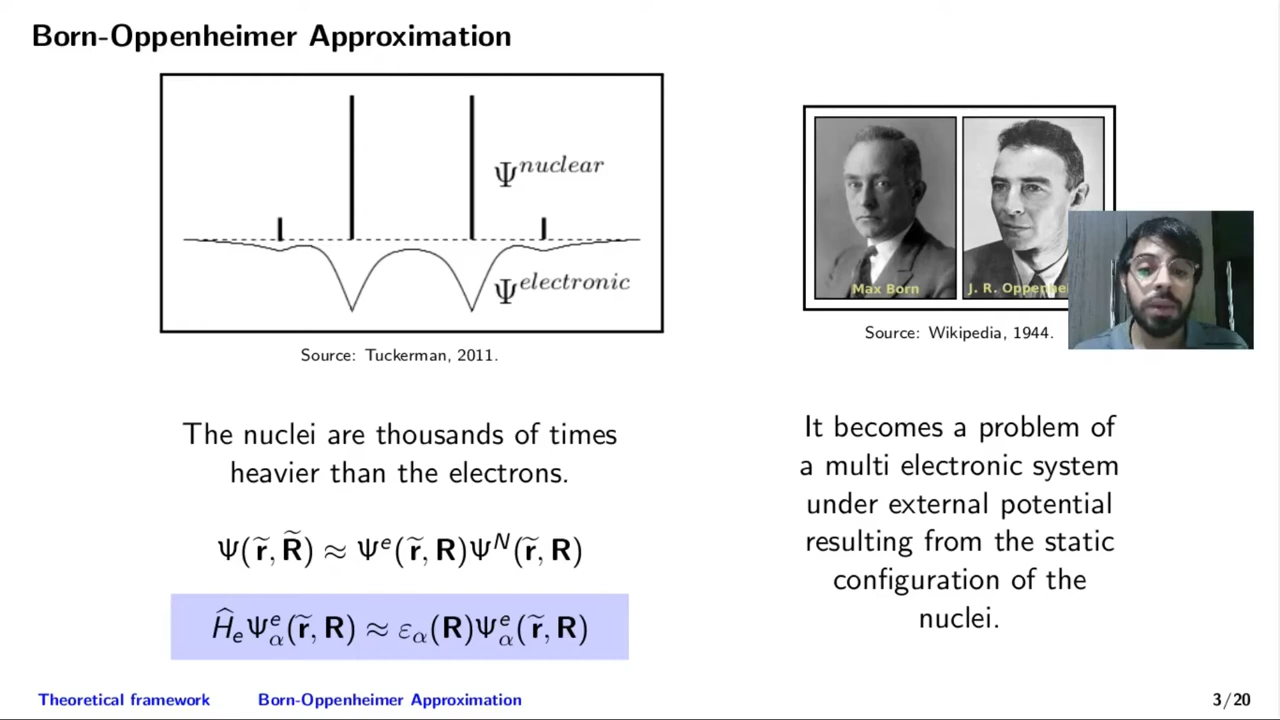 Born-Oppenheimer Approximation
Ψ^{nuclear}
Ψ^{electronic}
Source: Tuckerman, 2011.
Max Born
J. R. Oppenhei
Source: Wikipedia, 1944.
The nuclei are thousands of times
heavier than the electrons.
Ψ(r̃, R̃) ≈ Ψ^e(r̃, R)Ψ^N(r̃, R)
Ĥ_eΨ^e_α(r̃, R) ≈ ε_α(R)Ψ^e_α(r̃, R)
It becomes a problem of
a multi electronic system
under external potential
resulting from the static
configuration of the
nuclei.
Theoretical framework
Born-Oppenheimer Approximation
3/20